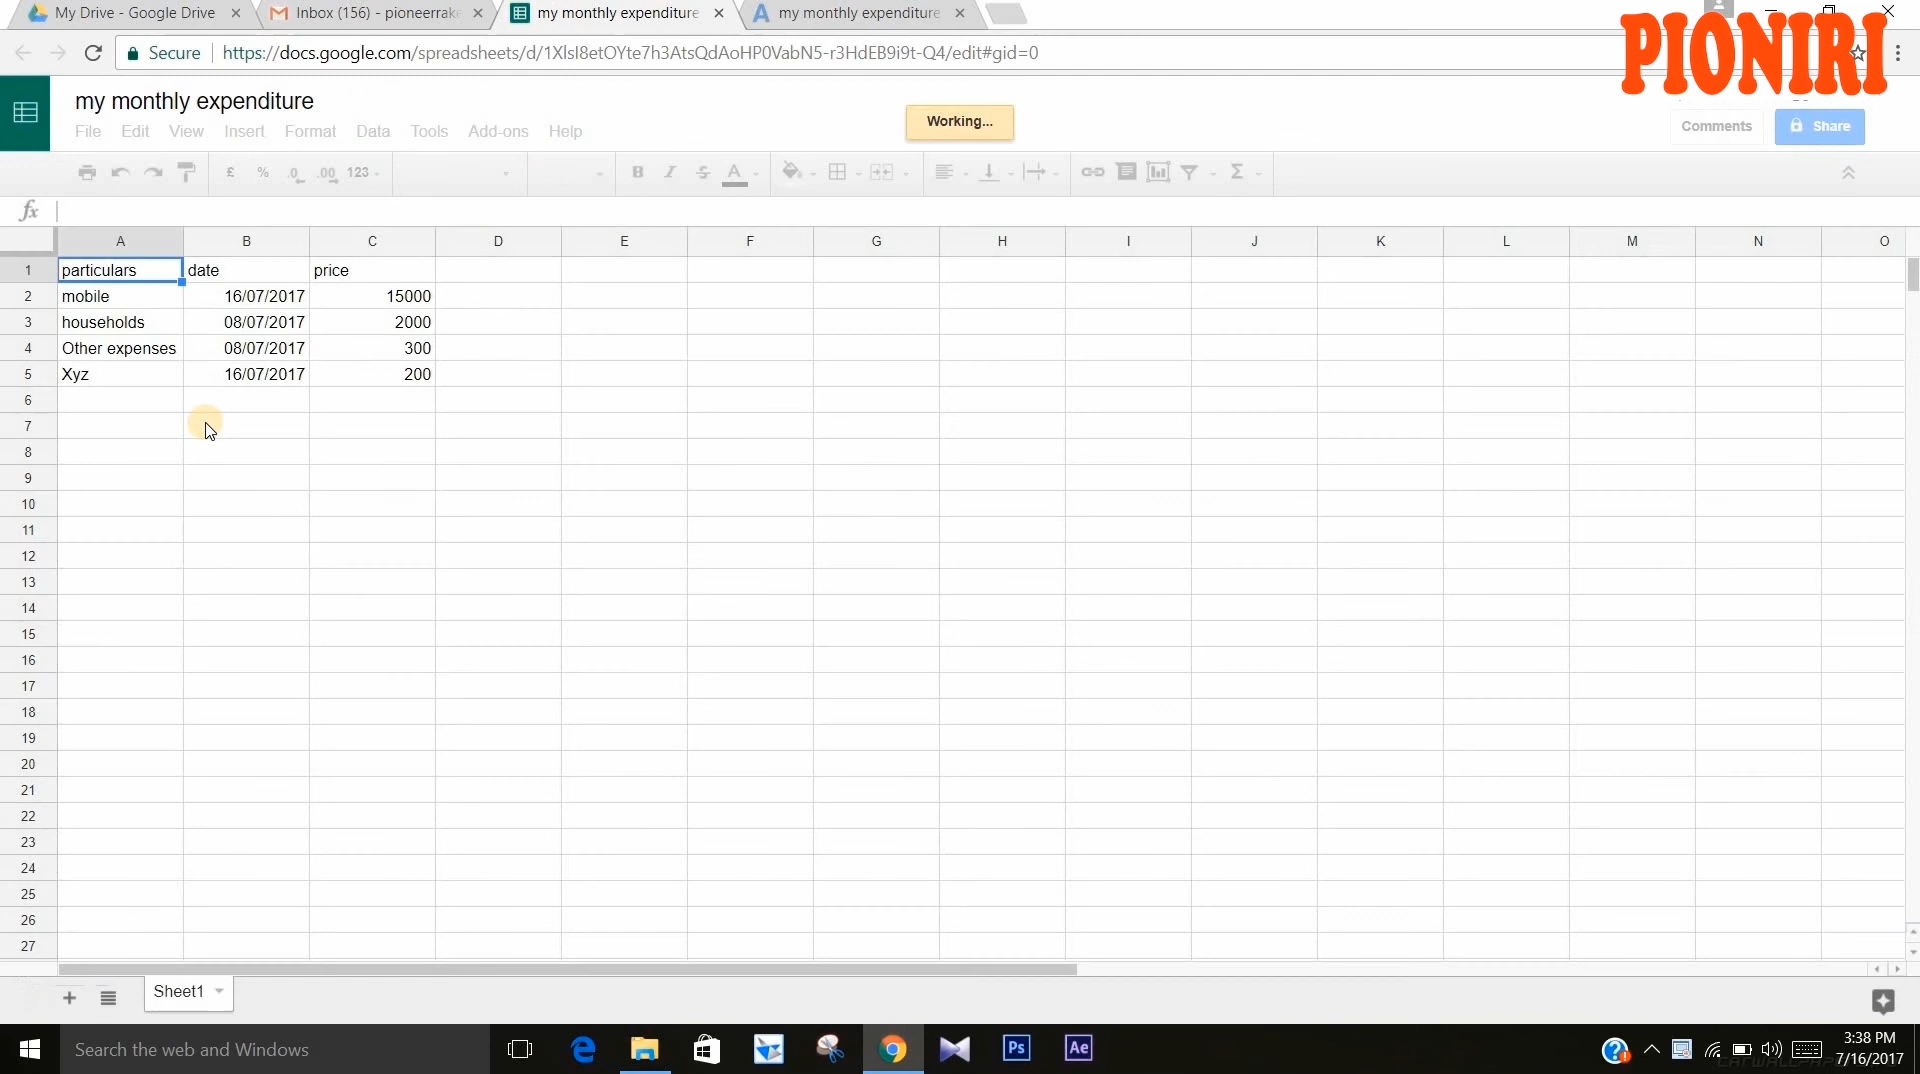 My Drive - Google Drive
Inbox (156) - pioneerrake
my monthly expenditure
my monthly expenditure
PIONIRI
Secure
https://docs.google.com/spreadsheets/d/1XlsI8etOYte7h3AtsQdAoHP0VabN5-r3HdEB9i9t-Q4/edit#gid=0
my monthly expenditure
File Edit View Insert Format Data Tools Add-ons Help
Working...
Comments
Share
£ % .0 .00 123 B I S A Σ
fx
A B C D E F G H I J K L M N O
1 particulars date price
2 mobile 16/07/2017 15000
3 households 08/07/2017 2000
4 Other expenses 08/07/2017 300
5 Xyz 16/07/2017 200
6
7
8
9
10
11
12
13
14
15
16
17
18
19
20
21
22
23
24
25
26
27
Sheet1
Search the web and Windows
Ps
Ae
3:38 PM
7/16/2017